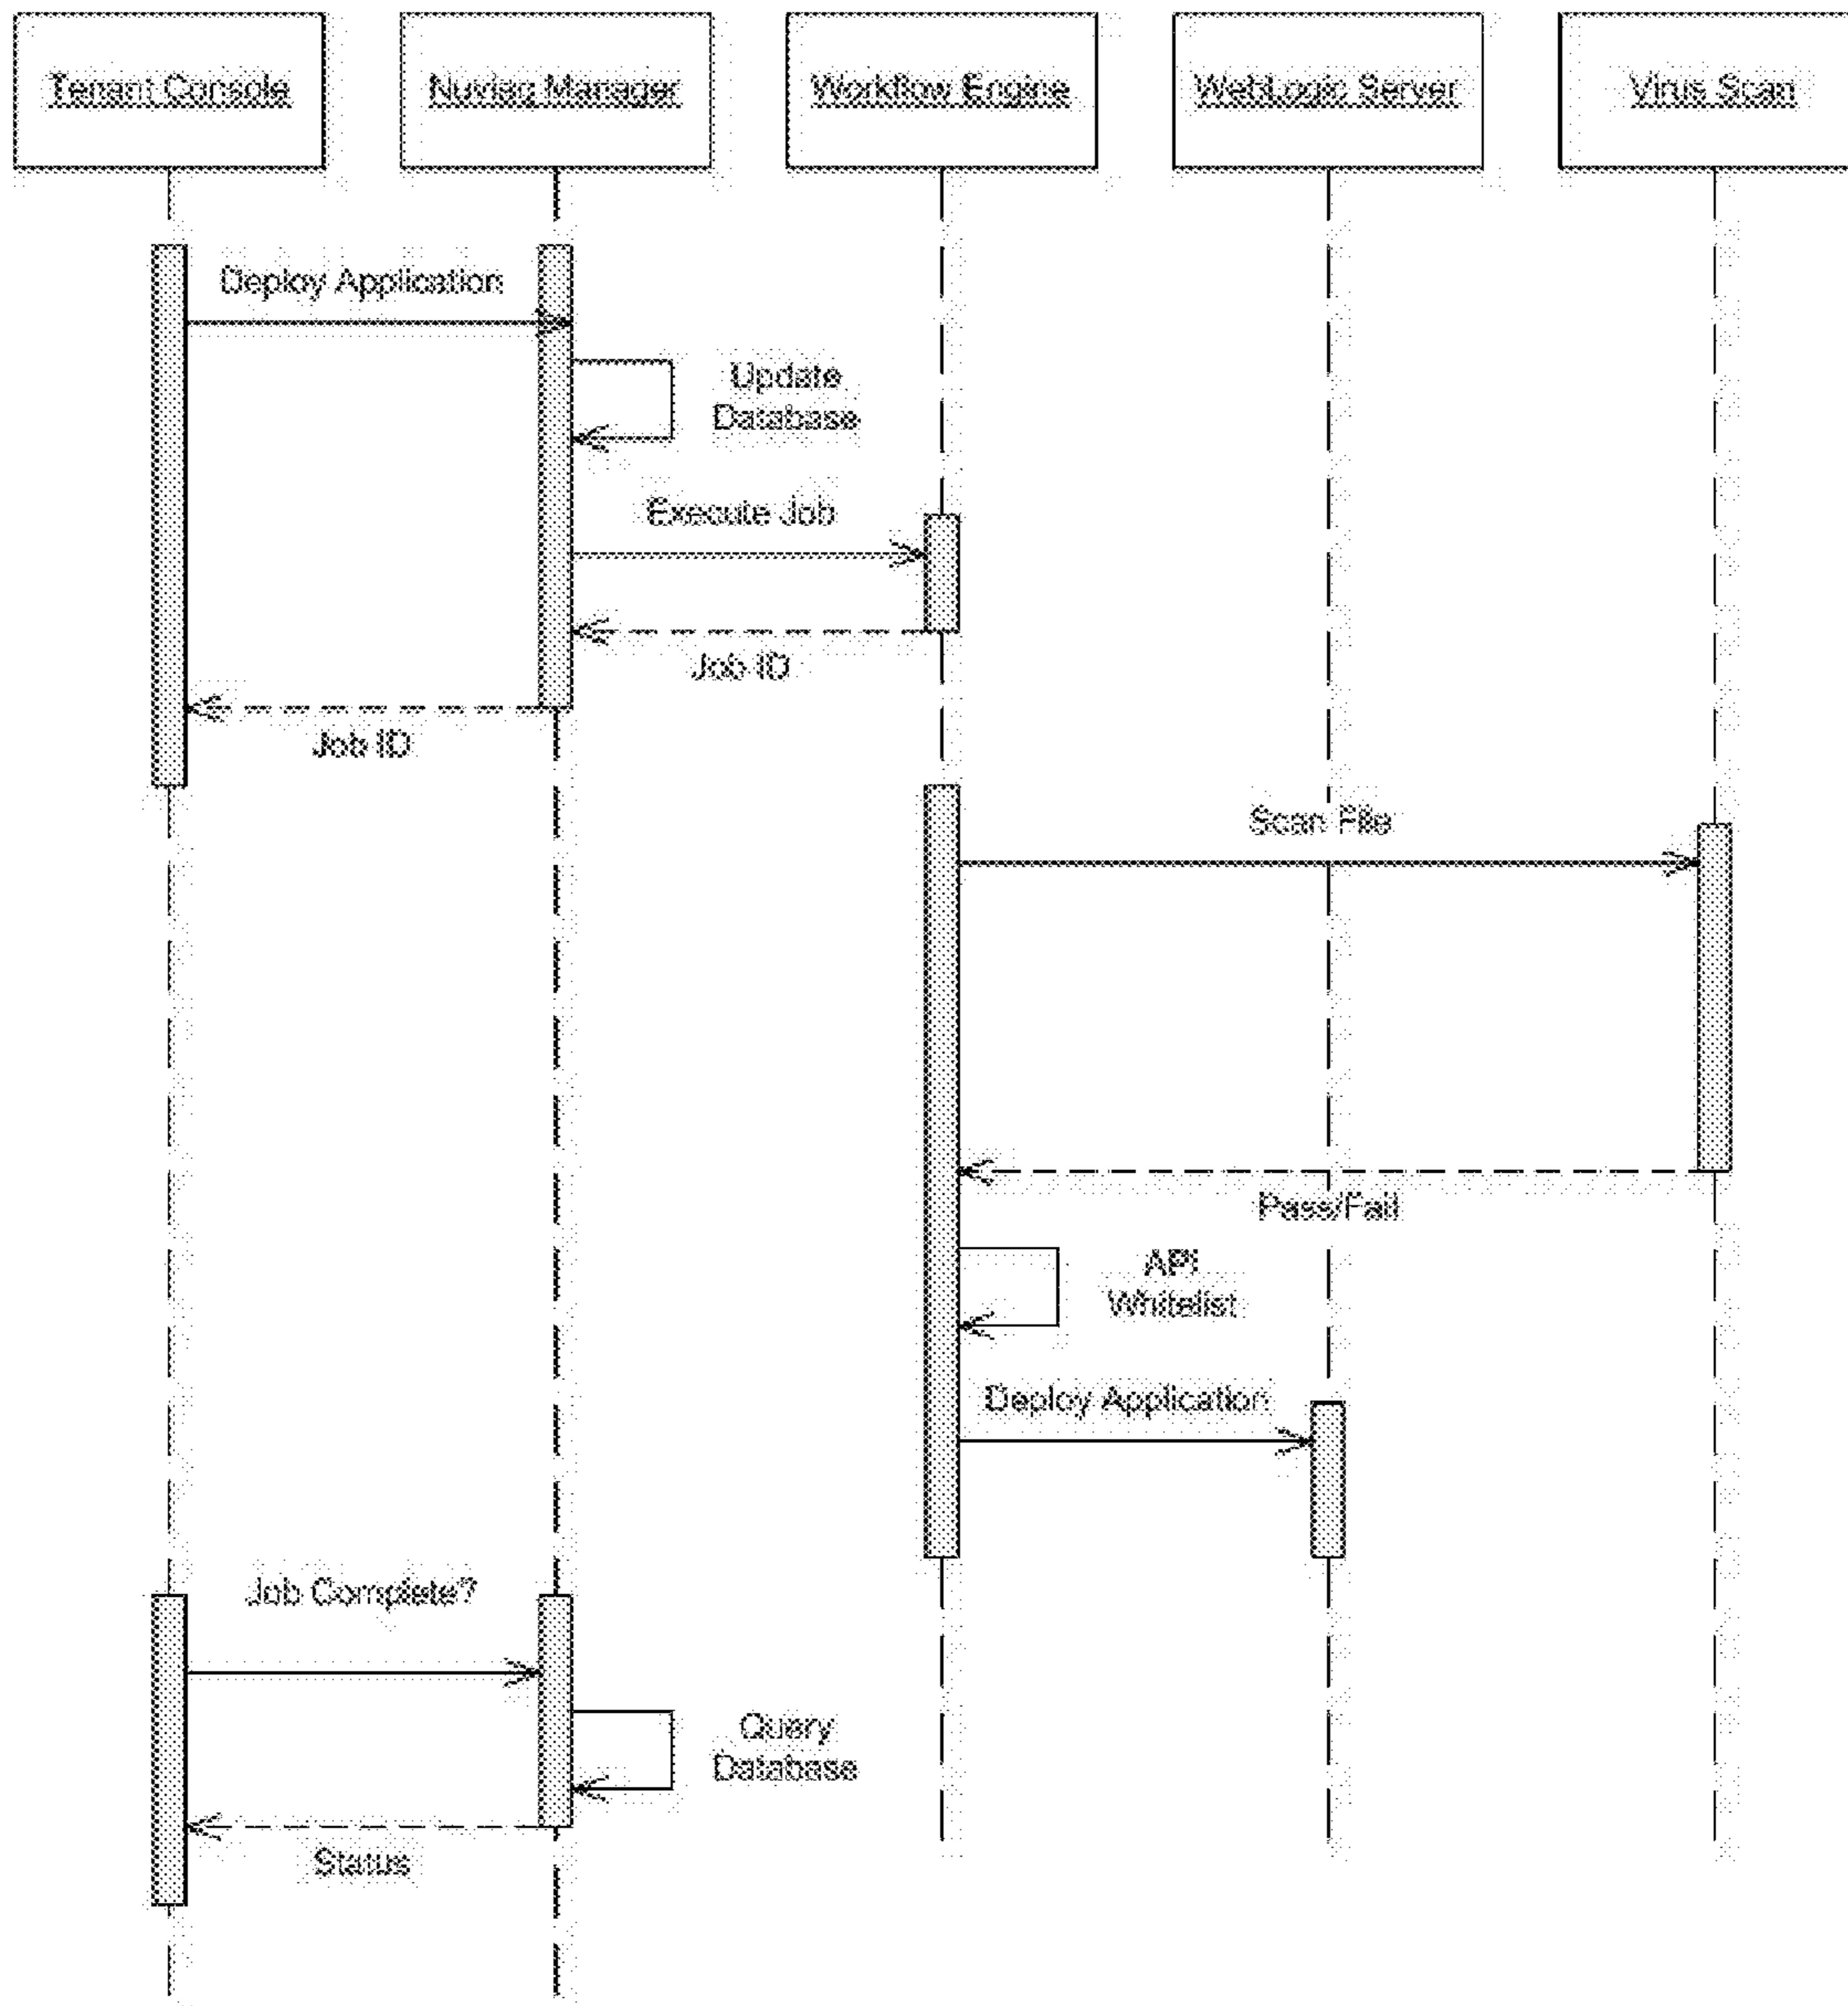 Tenant Console
Nuviaq Manager
Workflow Engine
WebLogic Server
Virus Scan
Deploy Application
Update
Database
Execute Job
Job ID
Job ID
Scan File
Pass/Fail
API
Whitelist
Deploy Application
Job Complete?
Query
Database
Status